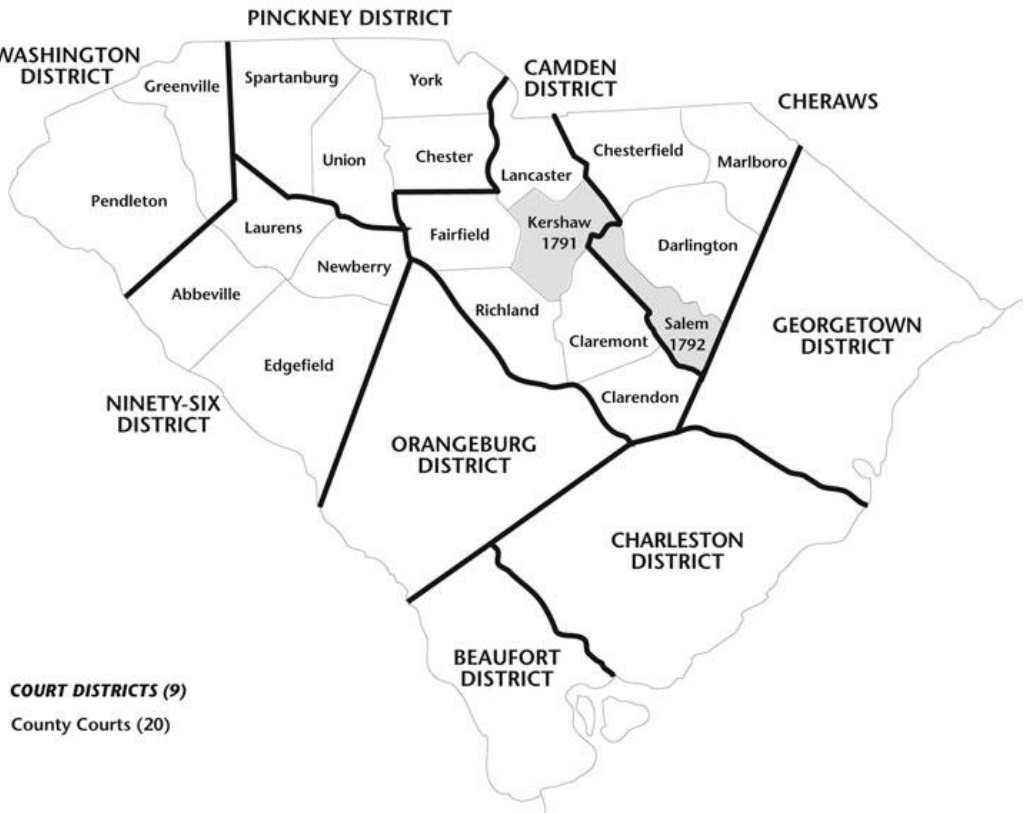 PINCKNEY DISTRICT
WASHINGTON
DISTRICT
Greenville
Spartanburg
York
CAMDEN
DISTRICT
CHERAWS
Union
Chester
Chesterfield
Marlboro
Lancaster
Pendleton
Laurens
Fairfield
Kershaw
1791
Darlington
Newberry
Abbeville
Richland
Salem
1792
Claremont
GEORGETOWN
DISTRICT
Edgefield
Clarendon
NINETY-SIX
DISTRICT
ORANGEBURG
DISTRICT
CHARLESTON
DISTRICT
BEAUFORT
DISTRICT
COURT DISTRICTS (9)
County Courts (20)